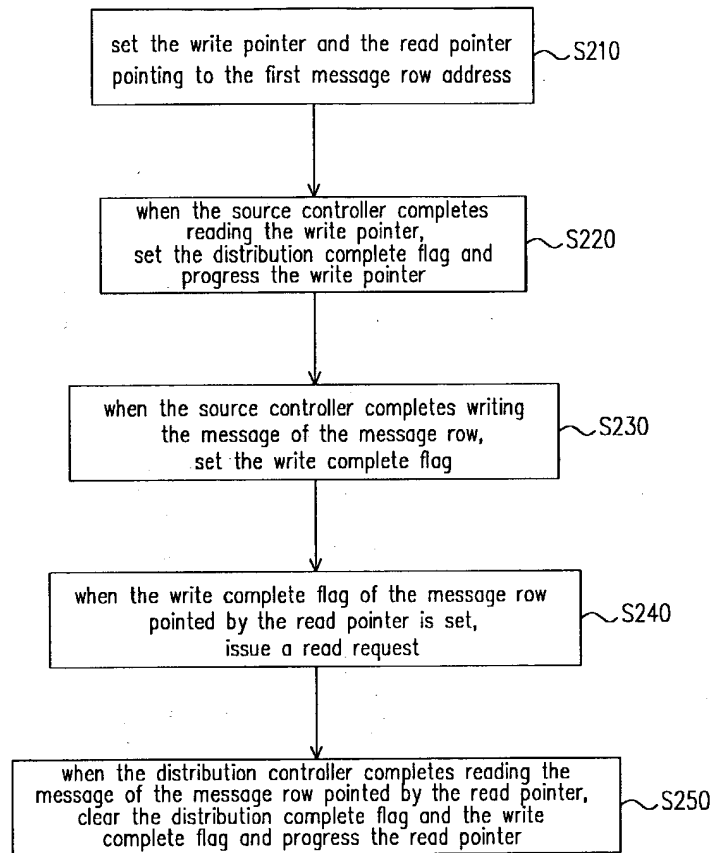 set the write pointer and the read pointer
pointing to the first message row address
S210
when the source controller completes
reading the write pointer,
set the distribution complete flag and
progress the write pointer
S220
when the source controller completes writing
the message of the message row,
set the write complete flag
S230
when the write complete flag of the message row
pointed by the read pointer is set,
issue a read request
S240
when the distribution controller completes reading the
message of the message row pointed by the read pointer,
clear the distribution complete flag and the write
complete flag and progress the read pointer
S250